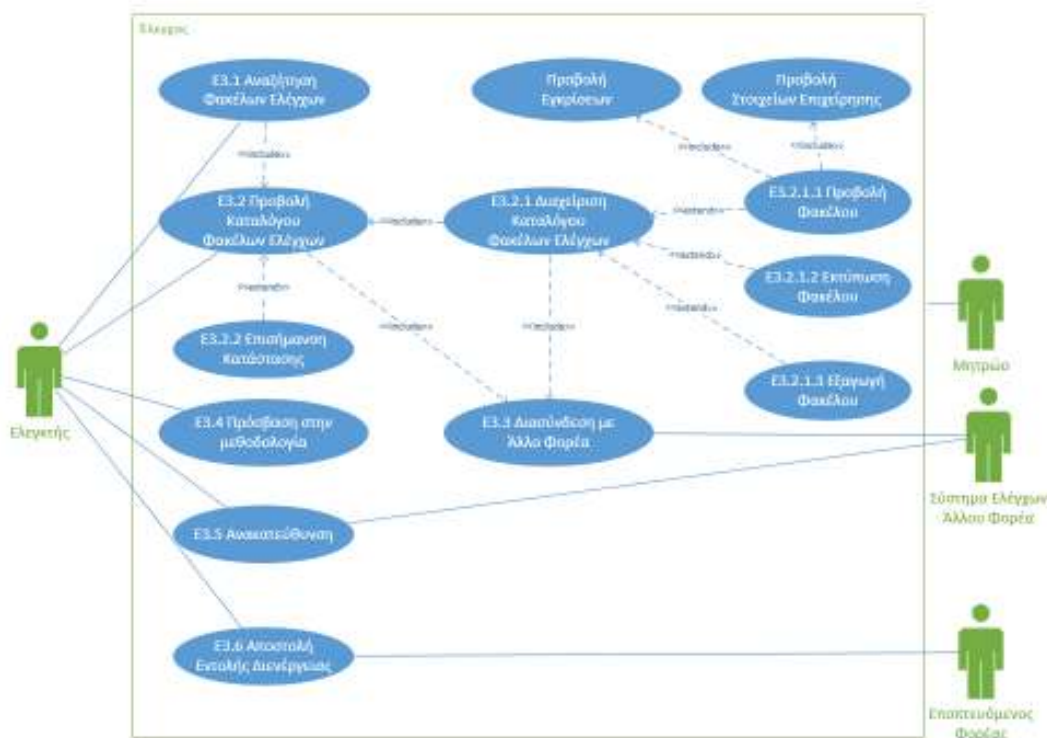 Έλεγχος
Ε3.1 Αναζήτηση
Φακέλων Ελέγχων
Προβολή
Εγκρίσεων
Προβολή
Στοιχείων Επιχείρησης
<<include>>
<<include>>
<<include>>
Ε3.2 Προβολή
Καταλόγου
Φακέλων Ελέγχων
<<include>>
Ε3.2.1 Διαχείριση
Καταλόγου
Φακέλων Ελέγχων
<<extend>>
Ε3.2.1.1 Προβολή
Φακέλου
<<extend>>
Ε3.2.1.2 Εκτύπωση
Φακέλου
<<extend>>
<<extend>>
Ε3.2.2 Επισήμανση
Κατάστασης
<<include>>
<<include>>
Ε3.2.1.3 Εξαγωγή
Φακέλου
Μητρώο
Ελεγκτής
Ε3.4 Πρόσβαση στην
μεθοδολογία
Ε3.3 Διασύνδεση με
Άλλο Φορέα
Σύστημα Ελέγχων
Άλλου Φορέα
Ε3.5 Ανακατεύθυνση
Ε3.6 Αποστολή
Εντολής Διενέργειας
Εποπτευόμενος
Φορέας